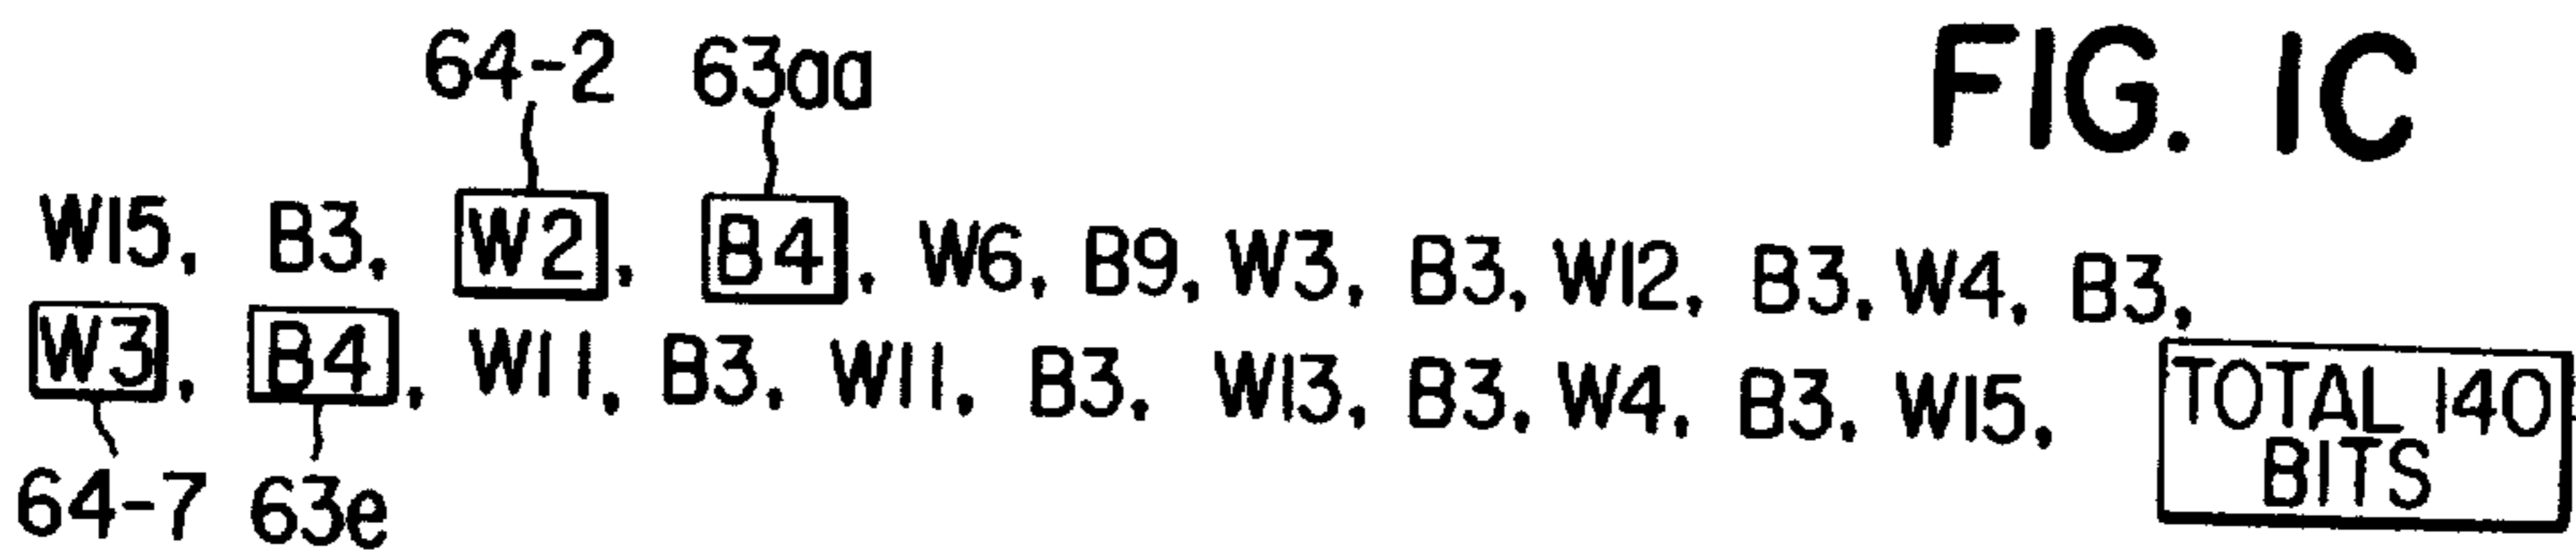 64-2 63aa
FIG. 1C
W15, B3, W2, B4, W6, B9, W3, B3, W12, B3, W4, B3,
W3, B4, W11, B3, W11, B3, W13, B3, W4, B3, W15,
TOTAL 140
BITS
64-7 63e